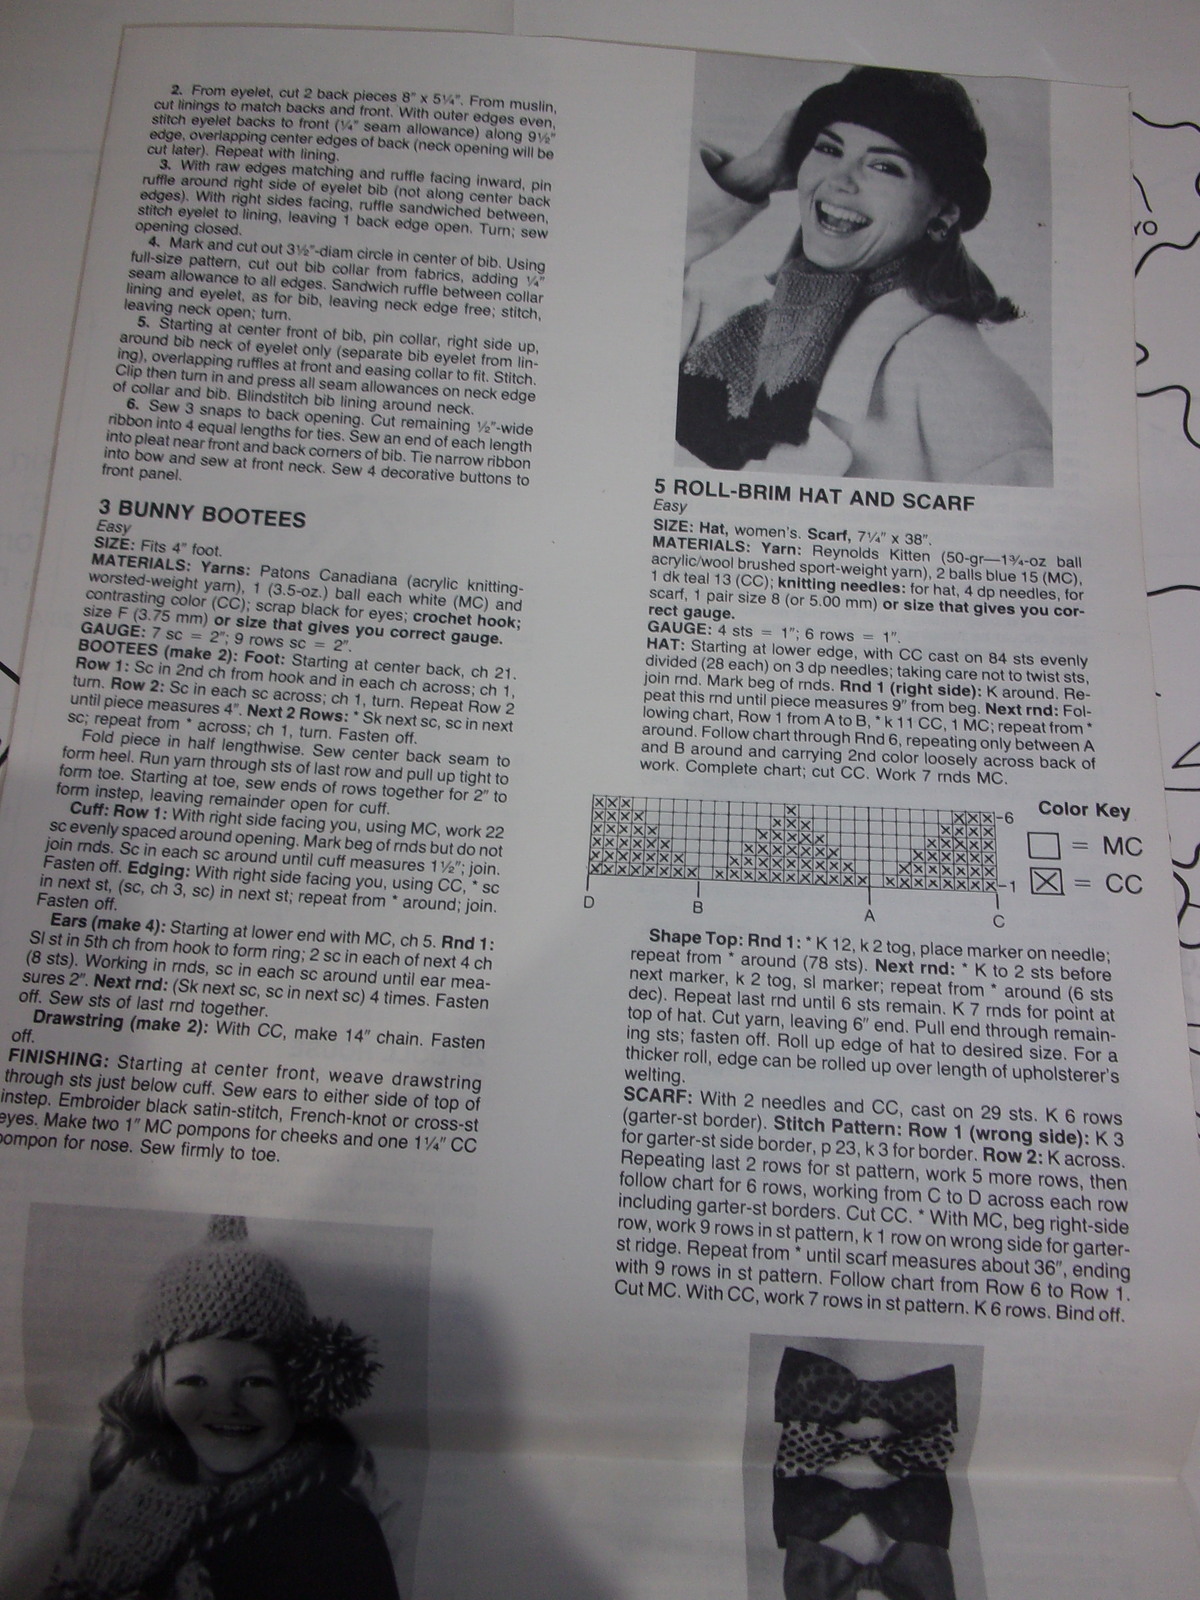 2. From eyelet, cut 2 back pieces 8" x 5¼". From muslin,
cut linings to match backs and front. With outer edges even,
stitch eyelet backs to front (¼" seam allowance) along 9½"
edge, overlapping center edges of back (neck opening will be
cut later). Repeat with lining.
3. With raw edges matching and ruffle facing inward, pin
ruffle around right side of eyelet bib (not along center back
edges). With right sides facing, ruffle sandwiched between,
stitch eyelet to lining, leaving 1 back edge open. Turn; sew
opening closed.
4. Mark and cut out 3½"-diam circle in center of bib. Using
full-size pattern, cut out bib collar from fabrics, adding ¼"
seam allowance to all edges. Sandwich ruffle between collar
lining and eyelet, as for bib, leaving neck edge free; stitch,
leaving neck open; turn.
5. Starting at center front of bib, pin collar, right side up,
around bib neck of eyelet only (separate bib eyelet from lin-
ing), overlapping ruffles at front and easing collar to fit. Stitch.
Clip then turn in and press all seam allowances on neck edge
of collar and bib. Blindstitch bib lining around neck.
6. Sew 3 snaps to back opening. Cut remaining ½"-wide
ribbon into 4 equal lengths for ties. Sew an end of each length
into pleat near front and back corners of bib. Tie narrow ribbon
into bow and sew at front neck. Sew 4 decorative buttons to
front panel.
3 BUNNY BOOTEES
Easy
SIZE: Fits 4" foot.
MATERIALS: Yarns: Patons Canadiana (acrylic knitting-
worsted-weight yarn), 1 (3.5-oz.) ball each white (MC) and
contrasting color (CC); scrap black for eyes; crochet hook;
size F (3.75 mm) or size that gives you correct gauge.
GAUGE: 7 sc = 2"; 9 rows sc = 2".
BOOTEES (make 2): Foot: Starting at center back, ch 21.
Row 1: Sc in 2nd ch from hook and in each ch across; ch 1,
turn. Row 2: Sc in each sc across; ch 1, turn. Repeat Row 2
until piece measures 4". Next 2 Rows: * Sk next sc, sc in next
sc; repeat from * across; ch 1, turn. Fasten off.
Fold piece in half lengthwise. Sew center back seam to
form heel. Run yarn through sts of last row and pull up tight to
form toe. Starting at toe, sew ends of rows together for 2" to
form instep, leaving remainder open for cuff.
Cuff: Row 1: With right side facing you, using MC, work 22
sc evenly spaced around opening. Mark beg of rnds but do not
join rnds. Sc in each sc around until cuff measures 1½"; join.
Fasten off. Edging: With right side facing you, using CC, * sc
in next st, (sc, ch 3, sc) in next st; repeat from * around; join.
Fasten off.
Ears (make 4): Starting at lower end with MC, ch 5. Rnd 1:
Sl st in 5th ch from hook to form ring; 2 sc in each of next 4 ch
(8 sts). Working in rnds, sc in each sc around until ear mea-
sures 2". Next rnd: (Sk next sc, sc in next sc) 4 times. Fasten
off. Sew sts of last rnd together.
Drawstring (make 2): With CC, make 14" chain. Fasten
off.
FINISHING: Starting at center front, weave drawstring
through sts just below cuff. Sew ears to either side of top of
instep. Embroider black satin-stitch, French-knot or cross-st
eyes. Make two 1" MC pompons for cheeks and one 1¼" CC
pompon for nose. Sew firmly to toe.
5 ROLL-BRIM HAT AND SCARF
Easy
SIZE: Hat, women's. Scarf, 7¼" x 38".
MATERIALS: Yarn: Reynolds Kitten (50-gr—1¾-oz ball
acrylic/wool brushed sport-weight yarn), 2 balls blue 15 (MC),
1 dk teal 13 (CC); knitting needles: for hat, 4 dp needles, for
scarf, 1 pair size 8 (or 5.00 mm) or size that gives you cor-
rect gauge.
GAUGE: 4 sts = 1"; 6 rows = 1".
HAT: Starting at lower edge, with CC cast on 84 sts evenly
divided (28 each) on 3 dp needles; taking care not to twist sts,
join rnd. Mark beg of rnds. Rnd 1 (right side): K around. Re-
peat this rnd until piece measures 9" from beg. Next rnd: Fol-
lowing chart, Row 1 from A to B, * k 11 CC, 1 MC; repeat from *
around. Follow chart through Rnd 6, repeating only between A
and B around and carrying 2nd color loosely across back of
work. Complete chart; cut CC. Work 7 rnds MC.
6
1
D B A C
Color Key
= MC
X = CC
Shape Top: Rnd 1: * K 12, k 2 tog, place marker on needle;
repeat from * around (78 sts). Next rnd: * K to 2 sts before
next marker, k 2 tog, sl marker; repeat from * around (6 sts
dec). Repeat last rnd until 6 sts remain. K 7 rnds for point at
top of hat. Cut yarn, leaving 6" end. Pull end through remain-
ing sts; fasten off. Roll up edge of hat to desired size. For a
thicker roll, edge can be rolled up over length of upholsterer's
welting.
SCARF: With 2 needles and CC, cast on 29 sts. K 6 rows
(garter-st border). Stitch Pattern: Row 1 (wrong side): K 3
for garter-st side border, p 23, k 3 for border. Row 2: K across.
Repeating last 2 rows for st pattern, work 5 more rows, then
follow chart for 6 rows, working from C to D across each row
including garter-st borders. Cut CC. * With MC, beg right-side
row, work 9 rows in st pattern, k 1 row on wrong side for garter-
st ridge. Repeat from * until scarf measures about 36", ending
with 9 rows in st pattern. Follow chart from Row 6 to Row 1.
Cut MC. With CC, work 7 rows in st pattern. K 6 rows. Bind off.